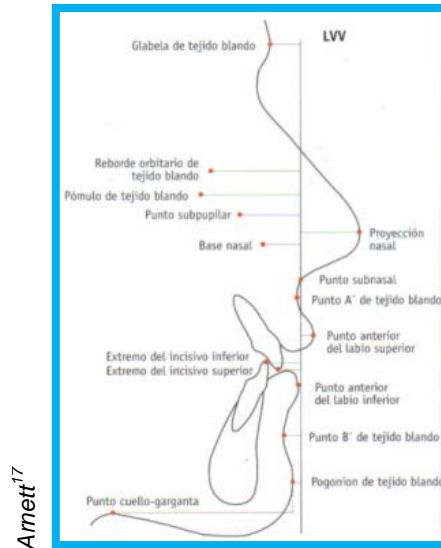 LVV
Glabela de tejido blando
Reborde orbitario de
tejido blando
Pómulo de tejido blando
Punto subpupilar
Proyección
nasal
Base nasal
Punto subnasal
Punto A´ de tejido blando
Punto anterior
del labio superior
Extremo del incisivo inferior
Extremo del incisivo superior
Punto anterior
del labio inferior
Punto B´ de tejido blando
Pogonion de tejido blando
Punto cuello-garganta
Arnett17